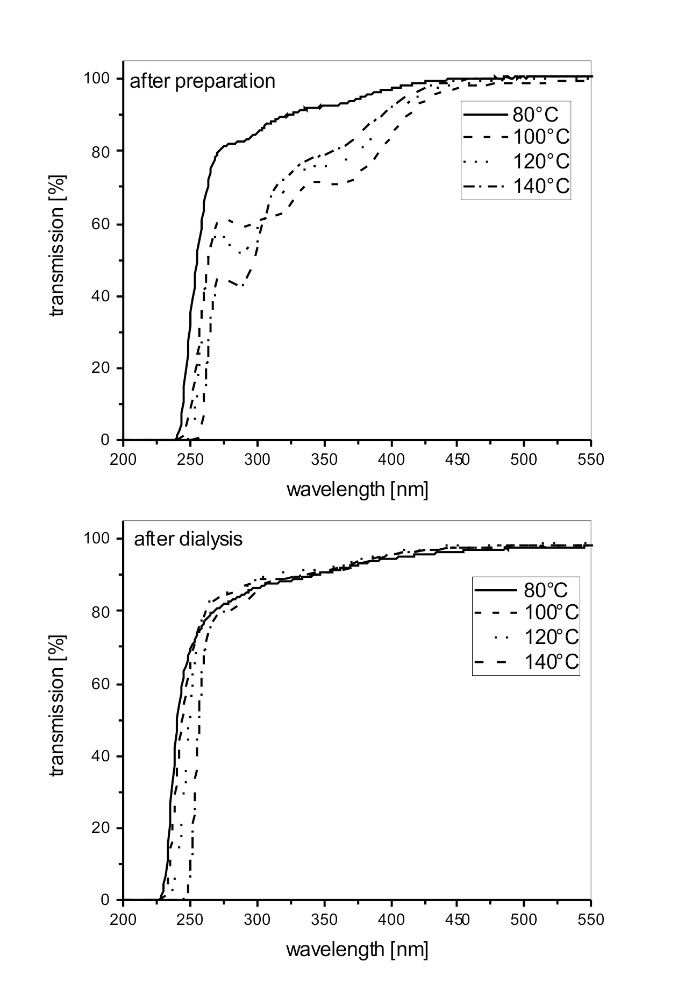 after preparation
100
80
60
40
20
0
transmission [%]
80°C
100°C
120°C
140°C
200 250 300 350 400 450 500 550
wavelength [nm]
after dialysis
100
80
60
40
20
0
transmission [%]
80°C
100°C
120°C
140°C
200 250 300 350 400 450 500 550
wavelength [nm]